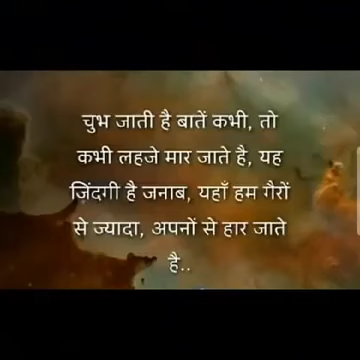 चुभ जाती है बातें कभी, तो
कभी लहजे मार जाते है, यह
ज़िंदगी है जनाब, यहाँ हम गैरों
से ज्यादा, अपनों से हार जाते
है..